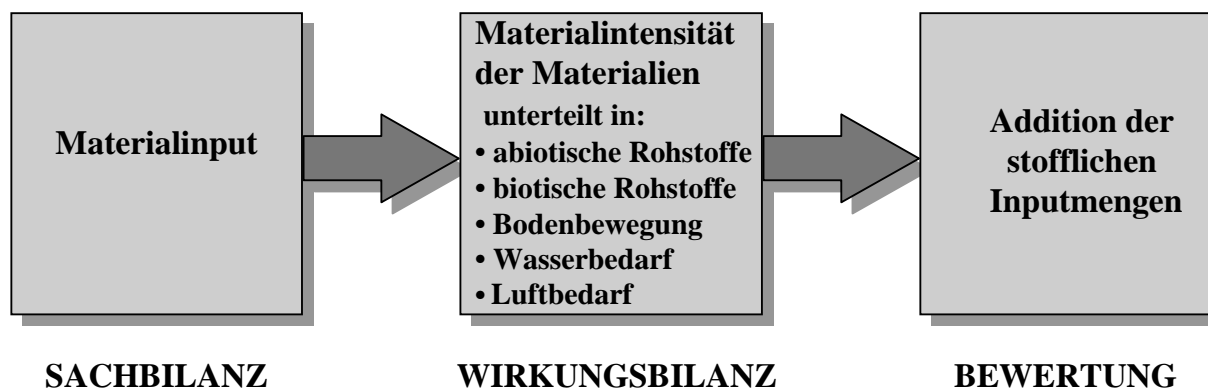 Materialinput
Materialintensität
der Materialien
unterteilt in:
• abiotische Rohstoffe
• biotische Rohstoffe
• Bodenbewegung
• Wasserbedarf
• Luftbedarf
Addition der
stofflichen
Inputmengen
SACHBILANZ
WIRKUNGSBILANZ
BEWERTUNG